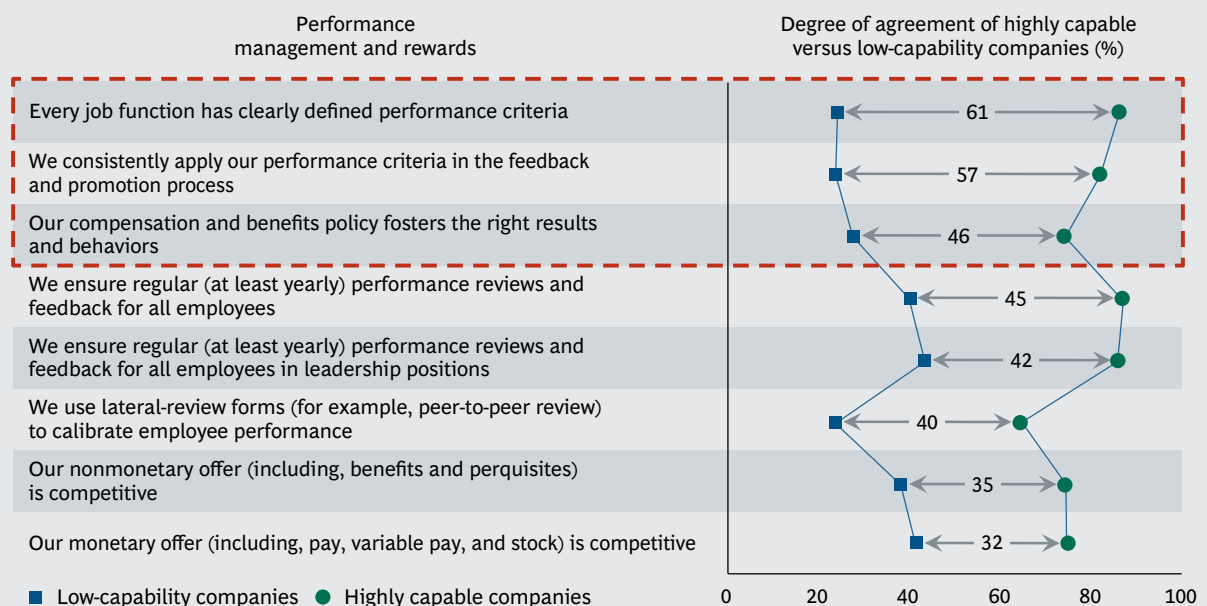 Performance
management and rewards
Degree of agreement of highly capable
versus low-capability companies (%)
Every job function has clearly defined performance criteria
61
We consistently apply our performance criteria in the feedback
and promotion process
57
Our compensation and benefits policy fosters the right results
and behaviors
46
We ensure regular (at least yearly) performance reviews and
feedback for all employees
45
We ensure regular (at least yearly) performance reviews and
feedback for all employees in leadership positions
42
We use lateral-review forms (for example, peer-to-peer review)
to calibrate employee performance
40
Our nonmonetary offer (including, benefits and perquisites)
is competitive
35
Our monetary offer (including, pay, variable pay, and stock) is competitive
32
Low-capability companies Highly capable companies
0 20 40 60 80 100